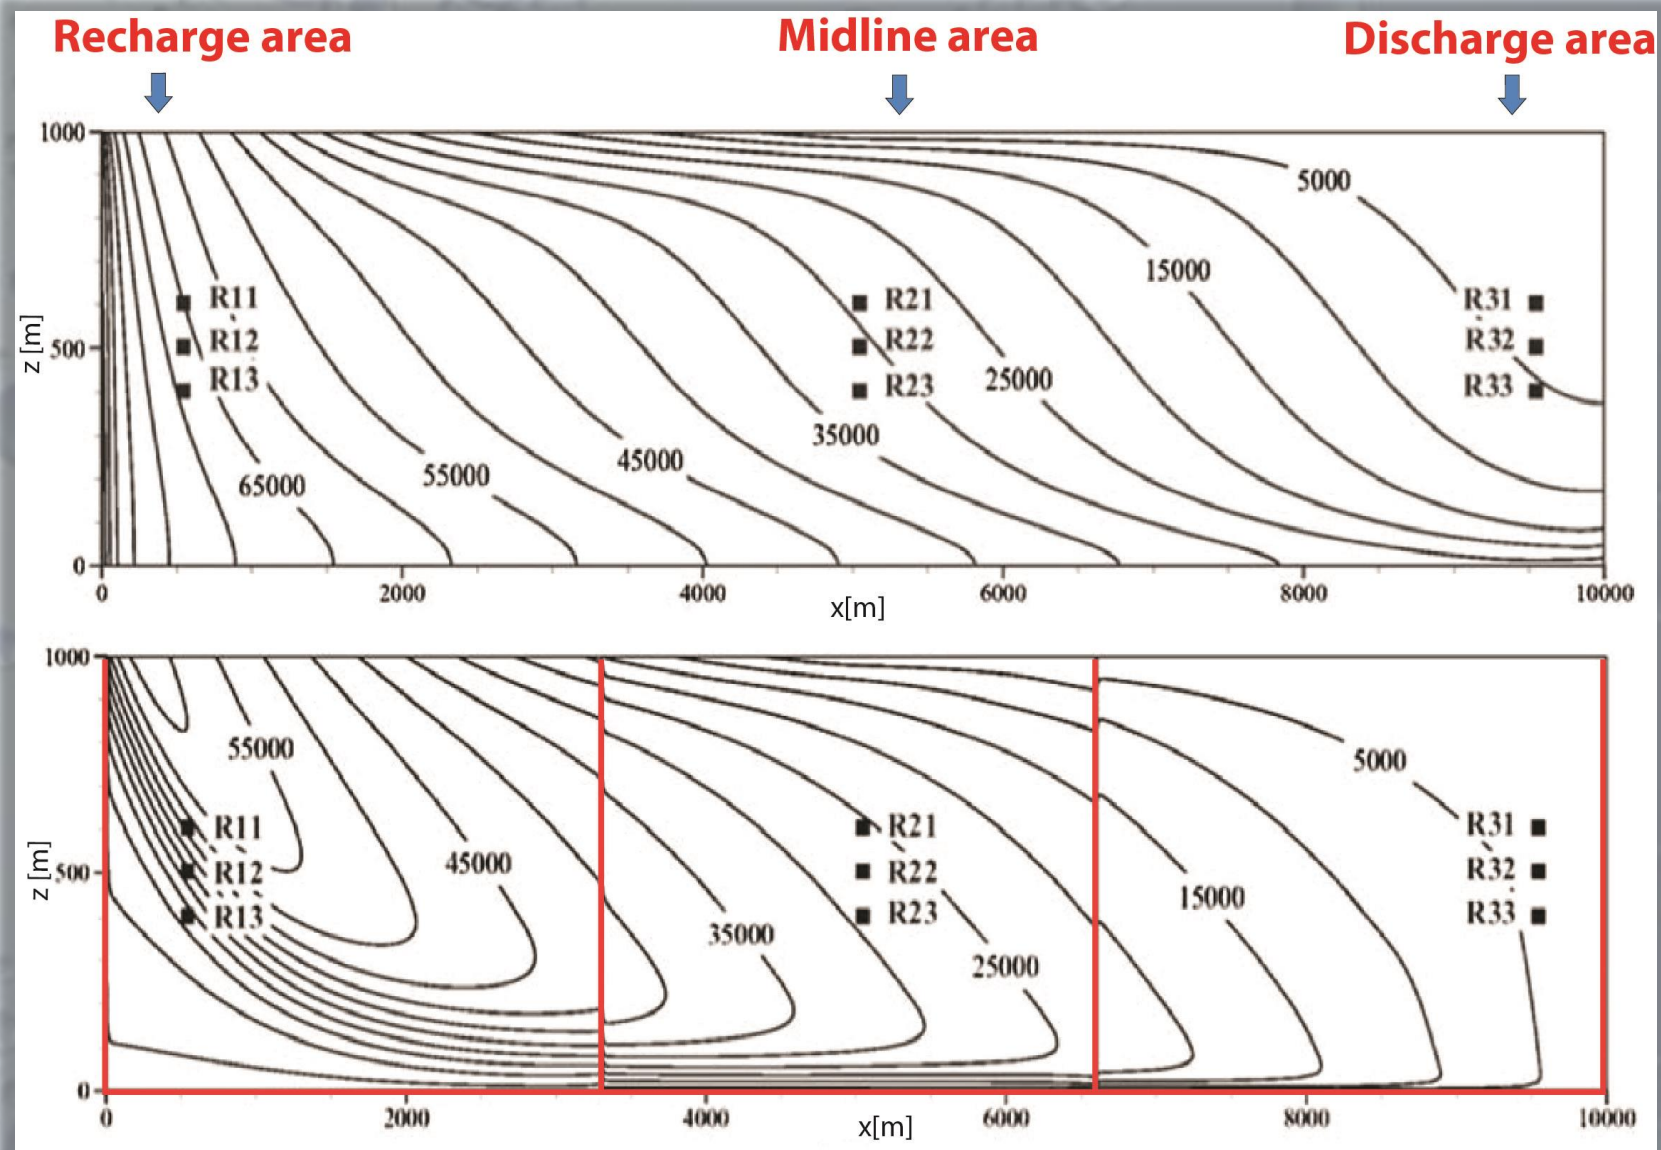 Recharge area
Midline area
Discharge area
1000
5000
15000
R11
R21
R31
z [m]
500
R12
R22
R32
R13
25000
R23
R33
35000
45000
55000
65000
0
0
2000
4000
6000
8000
10000
x[m]
1000
55000
5000
R11
R21
R31
z [m]
500
45000
R12
R22
R32
15000
R13
35000
R23
R33
25000
0
0
2000
4000
6000
8000
10000
x[m]